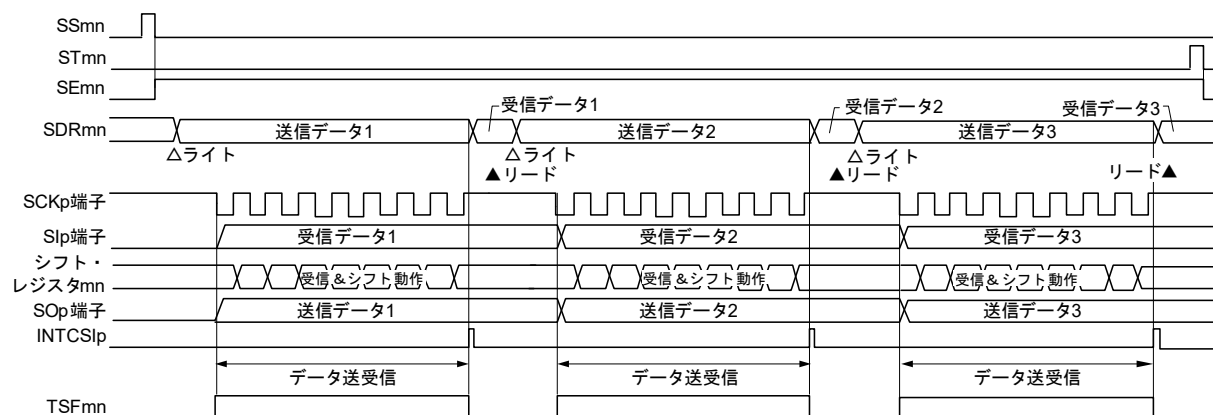 SSmn
STmn
SEmn
受信データ1
受信データ2
受信データ3
SDRmn
送信データ1
送信データ2
送信データ3
△ライト
△ライト
△ライト
▲リード
▲リード
リード▲
SCKp端子
SIp端子
受信データ1
受信データ2
受信データ3
シフト・
レジスタmn
受信&シフト動作
受信&シフト動作
受信&シフト動作
SOp端子
送信データ1
送信データ2
送信データ3
INTCSIp
データ送受信
データ送受信
データ送受信
TSFmn